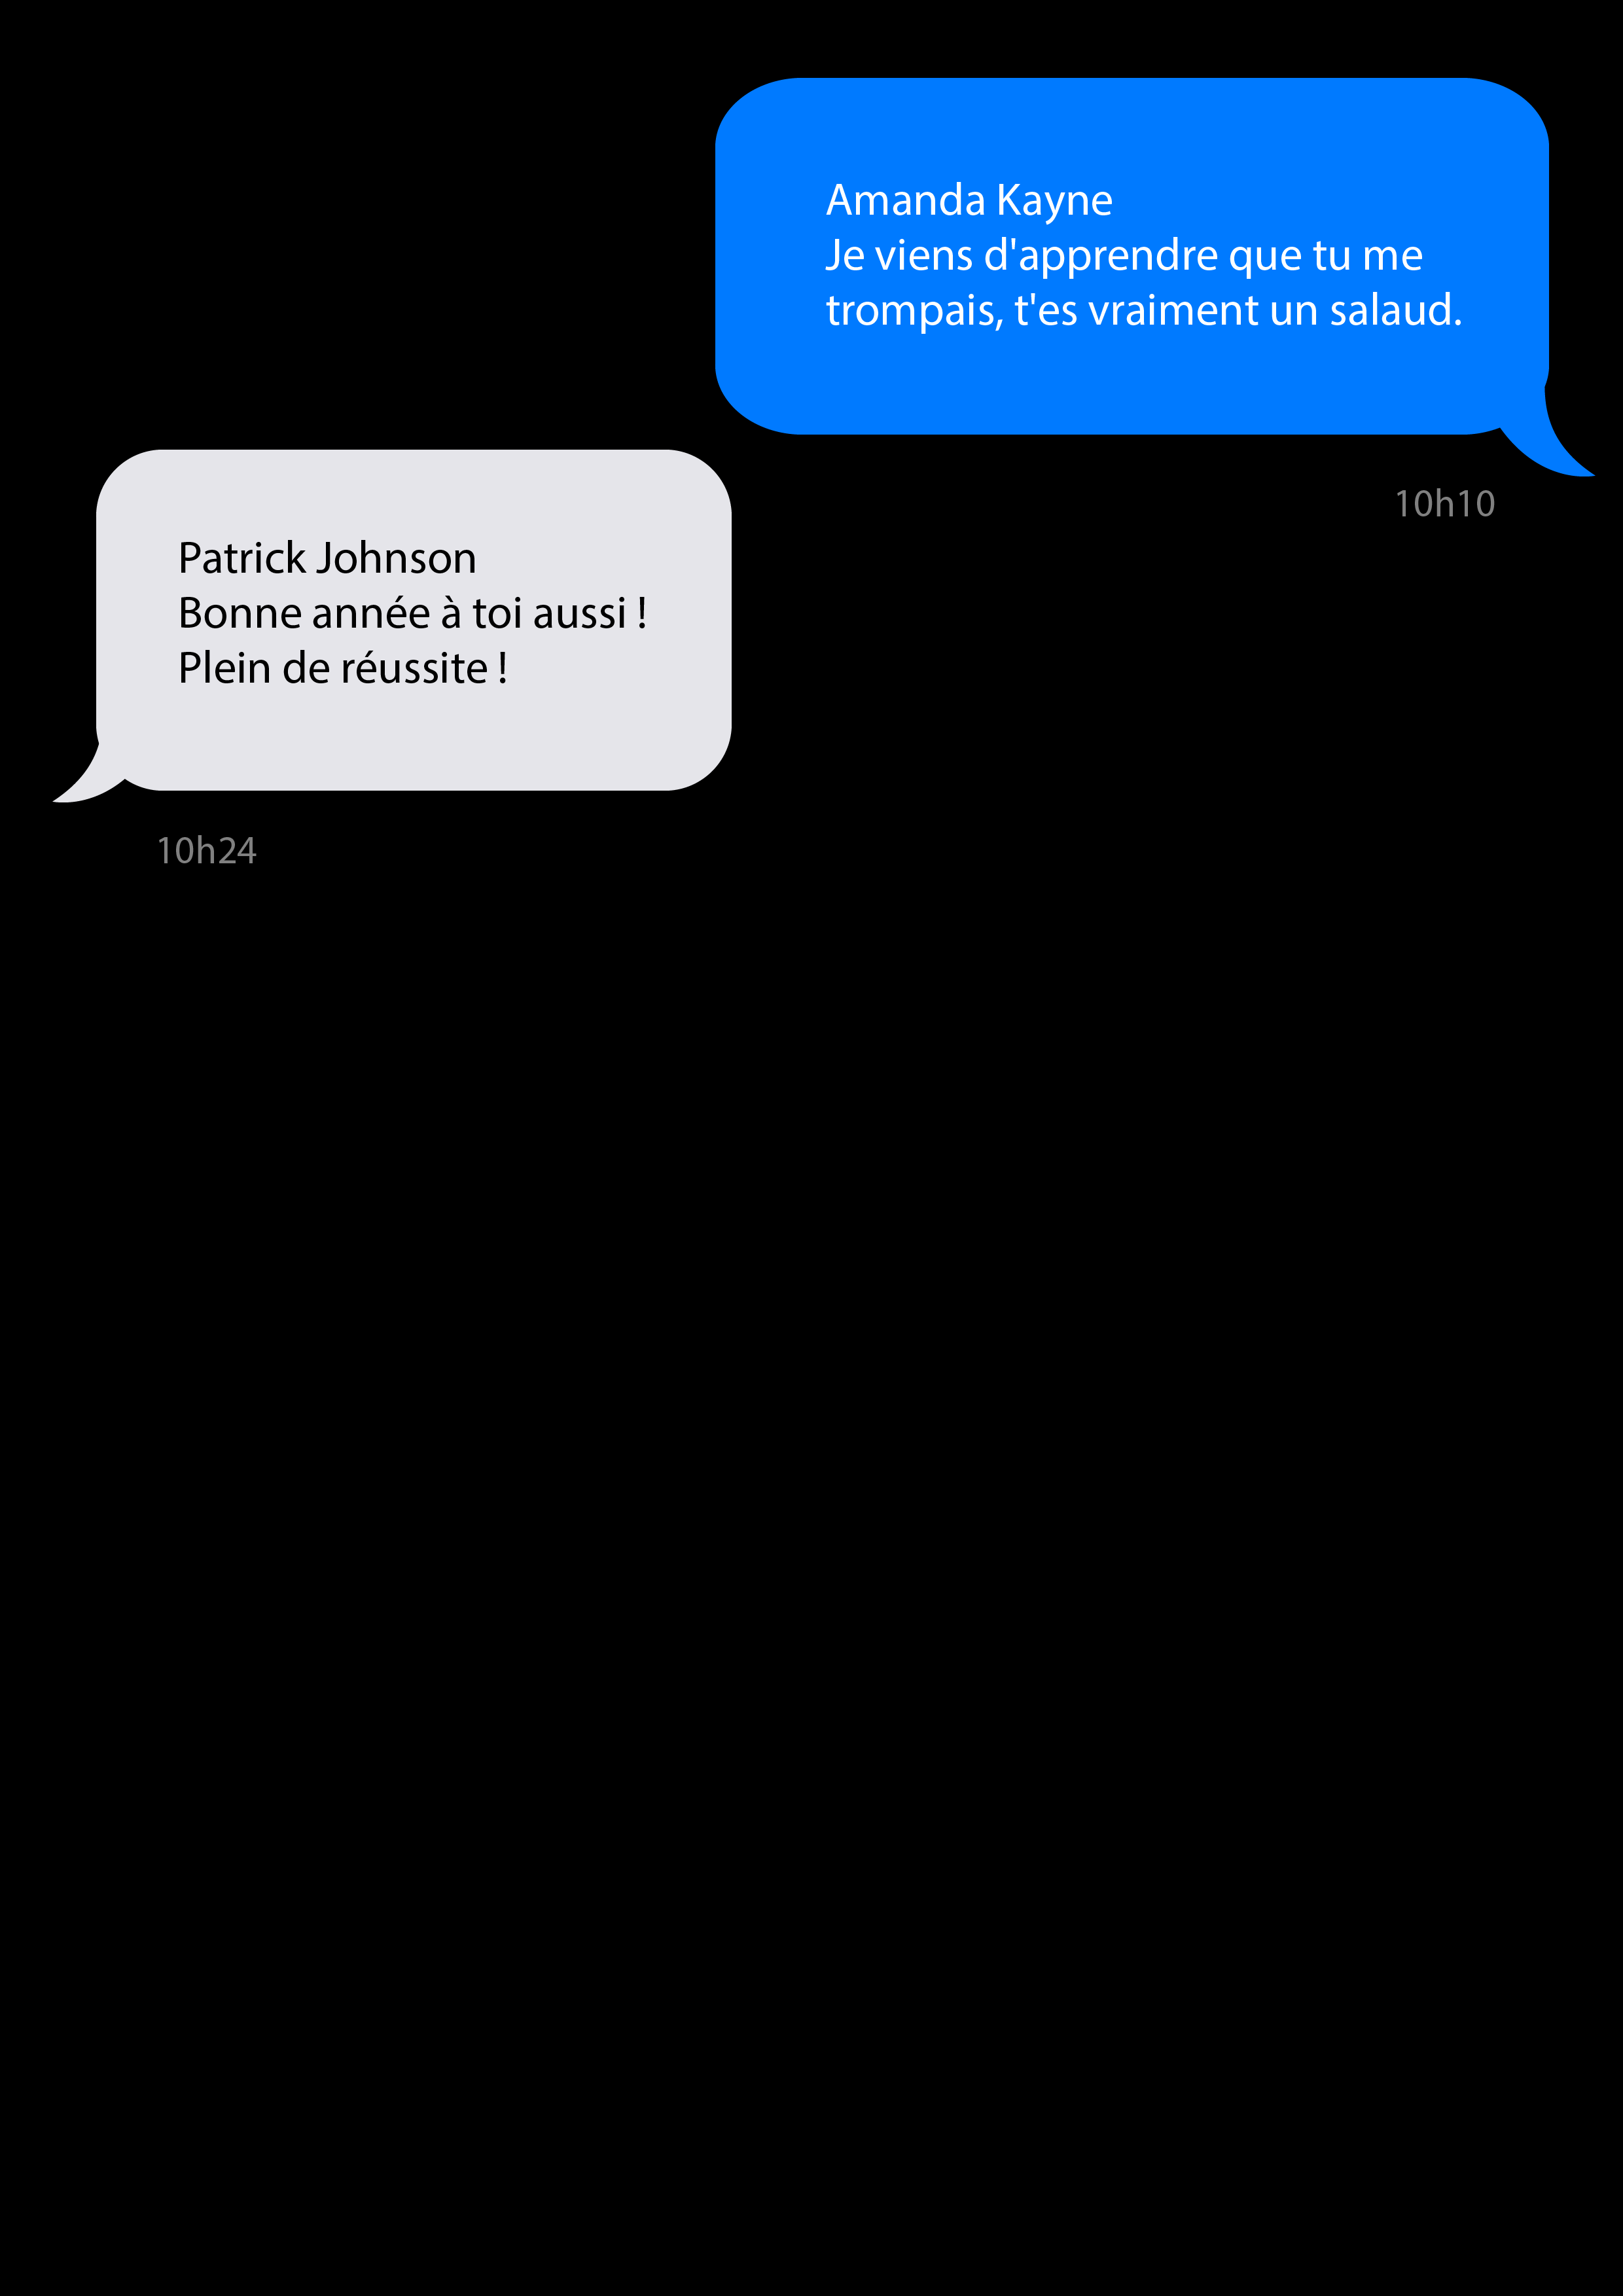 Amanda Kayne
Je viens d'apprendre que tu me
trompais, t'es vraiment un salaud.
10h10
Patrick Johnson
Bonne année à toi aussi !
Plein de réussite !
10h24